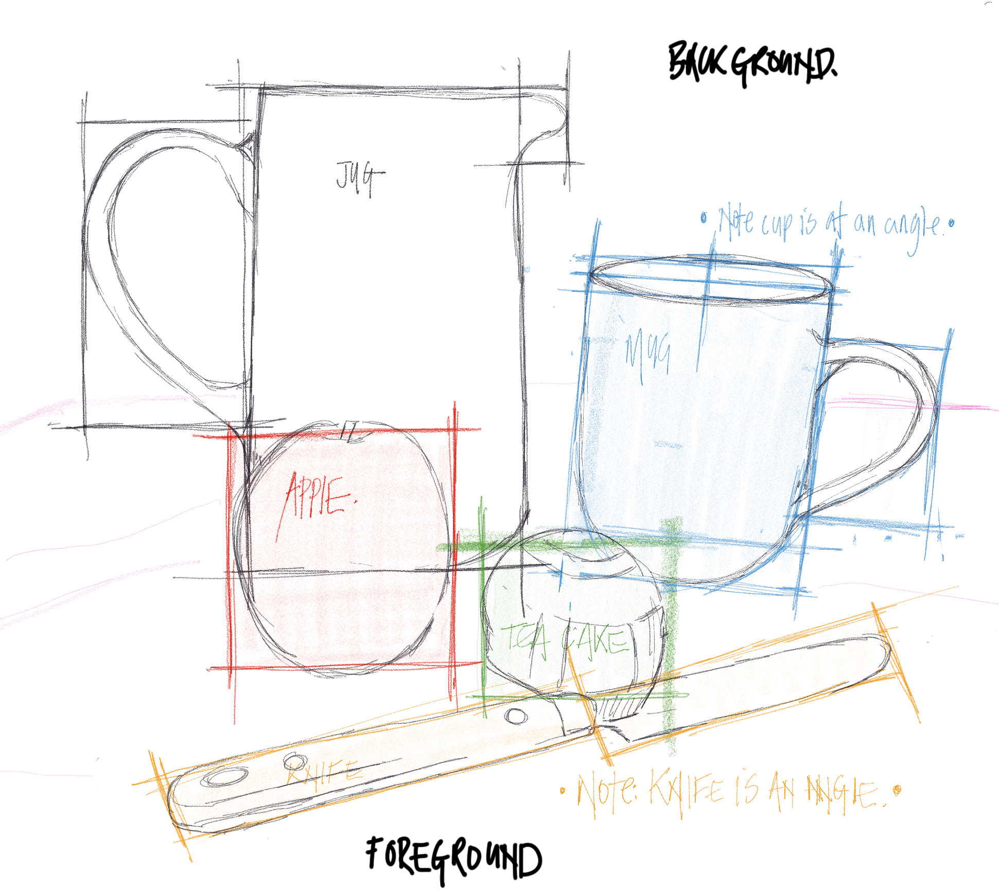 BACKGROUND.
JUG
• Note cup is at an angle. •
MUG
APPLE.
TEA CAKE
KNIFE
• NOTE: KNIFE IS AN ANGLE. •
FOREGROUND